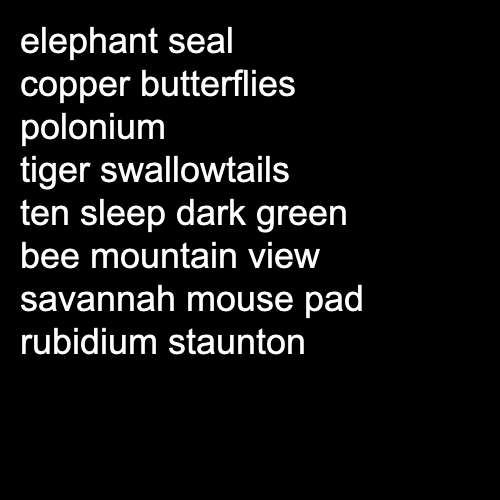 elephant seal
copper butterflies
polonium
tiger swallowtails
ten sleep dark green
bee mountain view
savannah mouse pad
rubidium staunton